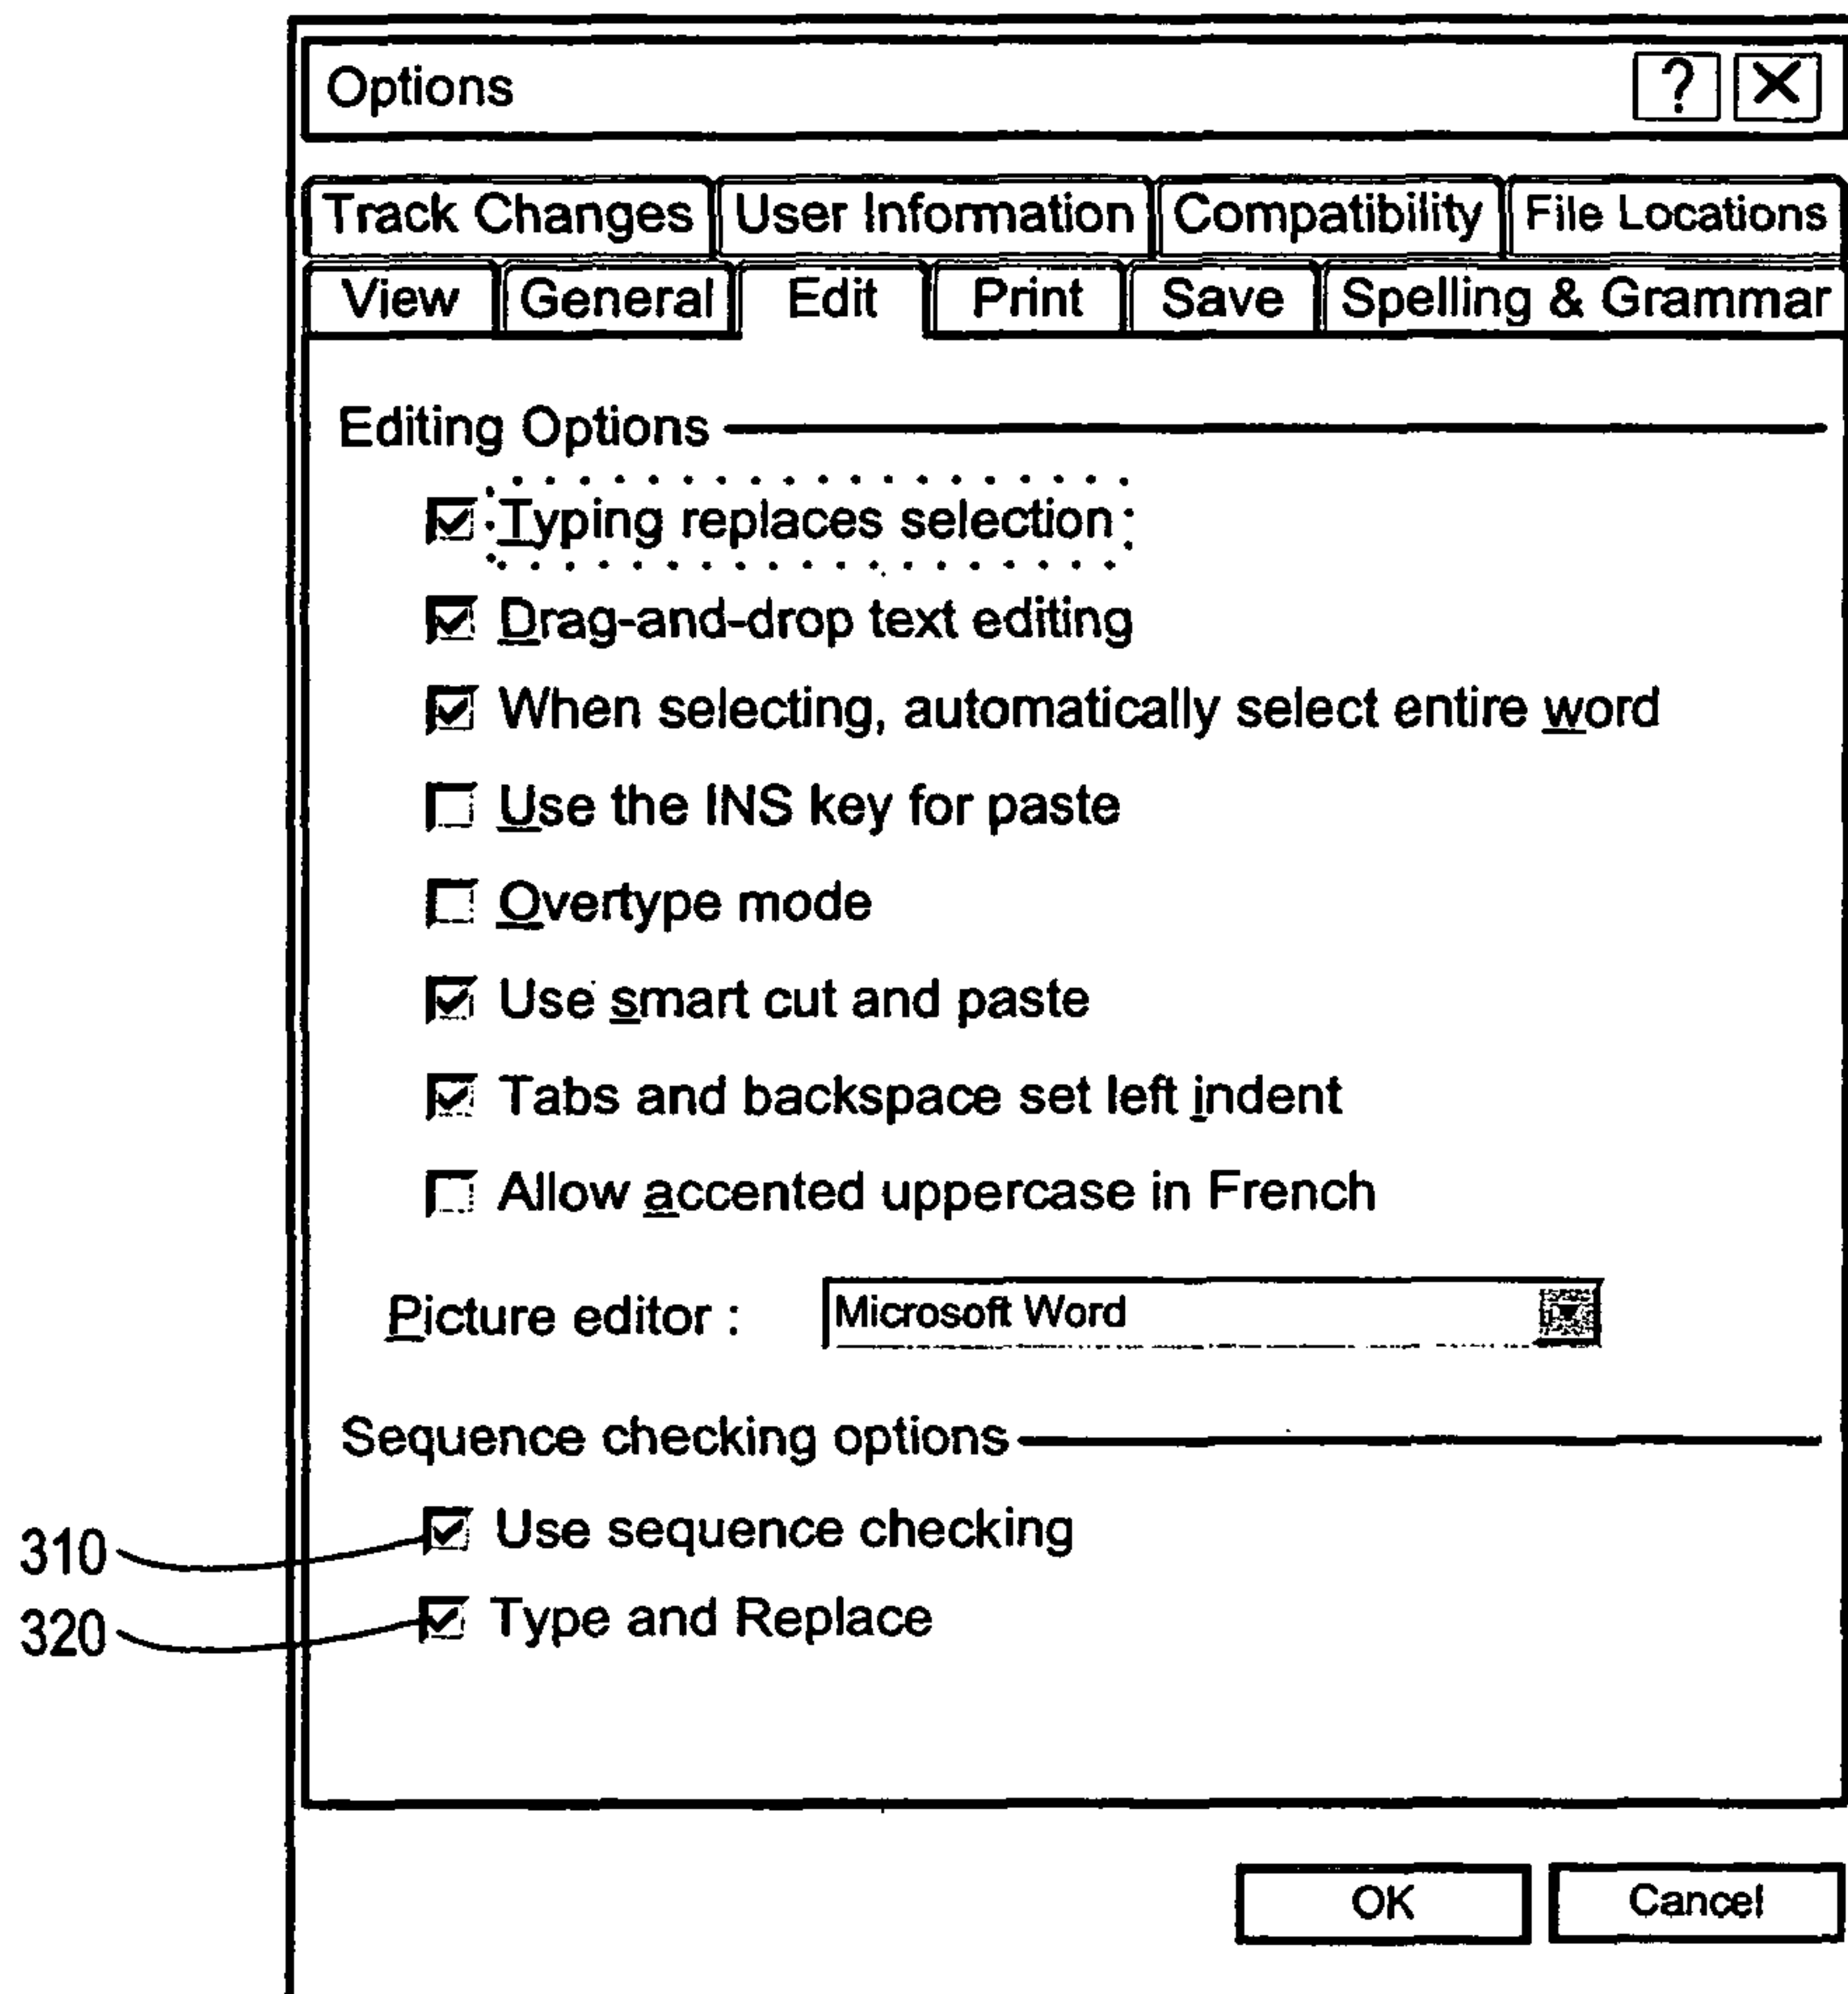 Options ? X
Track Changes User Information Compatibility File Locations
View General Edit Print Save Spelling & Grammar
Editing Options
Typing replaces selection
Drag-and-drop text editing
When selecting, automatically select entire word
Use the INS key for paste
Overtype mode
Use smart cut and paste
Tabs and backspace set left indent
Allow accented uppercase in French
Picture editor : Microsoft Word
Sequence checking options
310 Use sequence checking
320 Type and Replace
OK Cancel